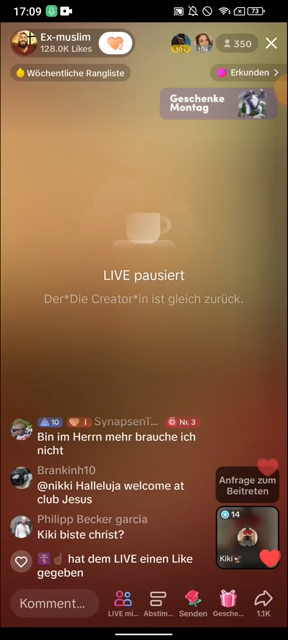 17:09
73
Ex-muslim
128.0K Likes
350
Wöchentliche Rangliste
Erkunden >
Geschenke
Montag
LIVE pausiert
Der*Die Creator*in ist gleich zurück.
10 I SynapsenT... Nr. 3
Bin im Herrn mehr brauche ich
nicht
Brankinh10
@nikki Halleluja welcome at
club Jesus
Philipp Becker garcia
Kiki biste christ?
hat dem LIVE einen Like
gegeben
Anfrage zum
Beitreten
14
Kiki
Komment...
LIVE mi...
Abstim...
Senden
Gesche...
1.1K